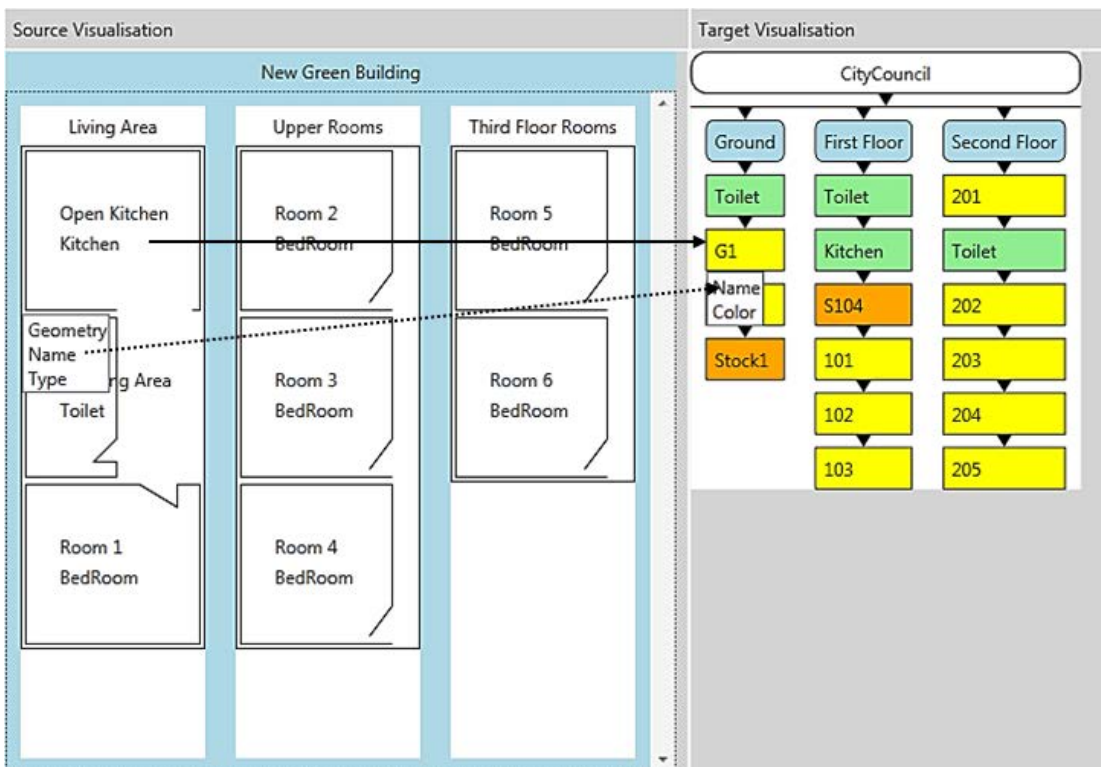 Source Visualisation
Target Visualisation
New Green Building
Living Area
Open Kitchen
Kitchen
Geometry
Name
Type
ng Area
Toilet
Room 1
BedRoom
Upper Rooms
Room 2
BedRoom
Room 3
BedRoom
Room 4
BedRoom
Third Floor Rooms
Room 5
BedRoom
Room 6
BedRoom
CityCouncil
Ground
Toilet
G1
Name
Color
Stock1
First Floor
Toilet
Kitchen
S104
101
102
103
Second Floor
201
Toilet
202
203
204
205